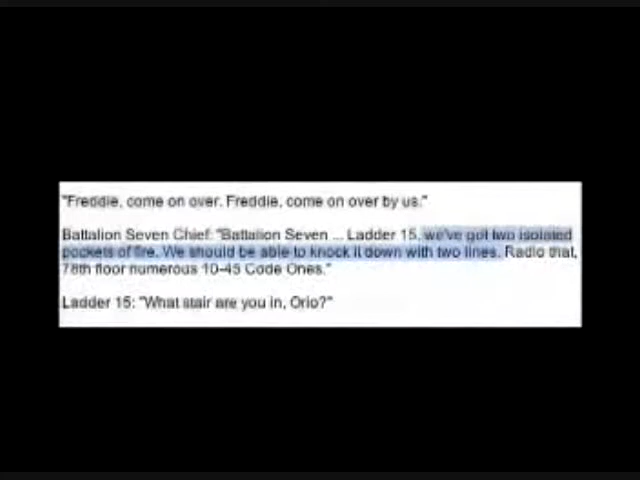 "Freddie, come on over. Freddie, come on over by us."
Battalion Seven Chief: "Battalion Seven ... Ladder 15, we've got two isolated
pockets of fire. We should be able to knock it down with two lines. Radio that,
78th floor numerous 10-45 Code Ones."
Ladder 15: "What stair are you in, Orio?"